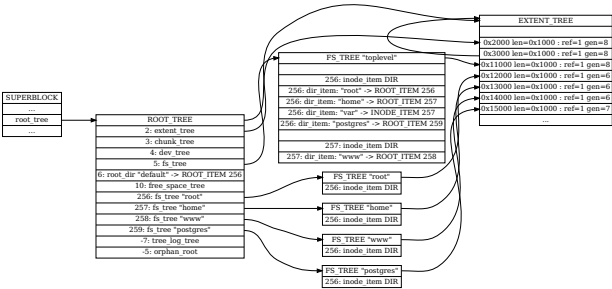 SUPERBLOCK
...
root_tree
...
ROOT_TREE
2: extent_tree
3: chunk_tree
4: dev_tree
5: fs_tree
6: root_dir "default" -> ROOT_ITEM 256
10: free_space_tree
256: fs_tree "root"
257: fs_tree "home"
258: fs_tree "www"
259: fs_tree "postgres"
-7: tree_log_tree
-5: orphan_root
FS_TREE "toplevel"
256: inode_item DIR
256: dir_item: "root" -> ROOT_ITEM 256
256: dir_item: "home" -> ROOT_ITEM 257
256: dir_item: "var" -> INODE_ITEM 257
256: dir_item: "postgres" -> ROOT_ITEM 259
257: inode_item DIR
257: dir_item: "www" -> ROOT_ITEM 258
FS_TREE "root"
256: inode_item DIR
FS_TREE "home"
256: inode_item DIR
FS_TREE "www"
256: inode_item DIR
FS_TREE "postgres"
256: inode_item DIR
EXTENT_TREE
0x2000 len=0x1000 : ref=1 gen=8
0x3000 len=0x1000 : ref=1 gen=8
0x11000 len=0x1000 : ref=1 gen=8
0x12000 len=0x1000 : ref=1 gen=6
0x13000 len=0x1000 : ref=1 gen=6
0x14000 len=0x1000 : ref=1 gen=6
0x15000 len=0x1000 : ref=1 gen=7
...